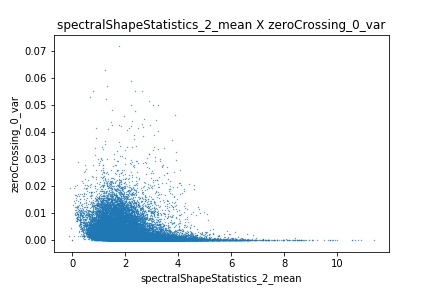 spectralShapeStatistics_2_mean X zeroCrossing_0_var
0.07
0.06
0.05
0.04
0.03
0.02
0.01
0.00
zeroCrossing_0_var
0 2 4 6 8 10
spectralShapeStatistics_2_mean